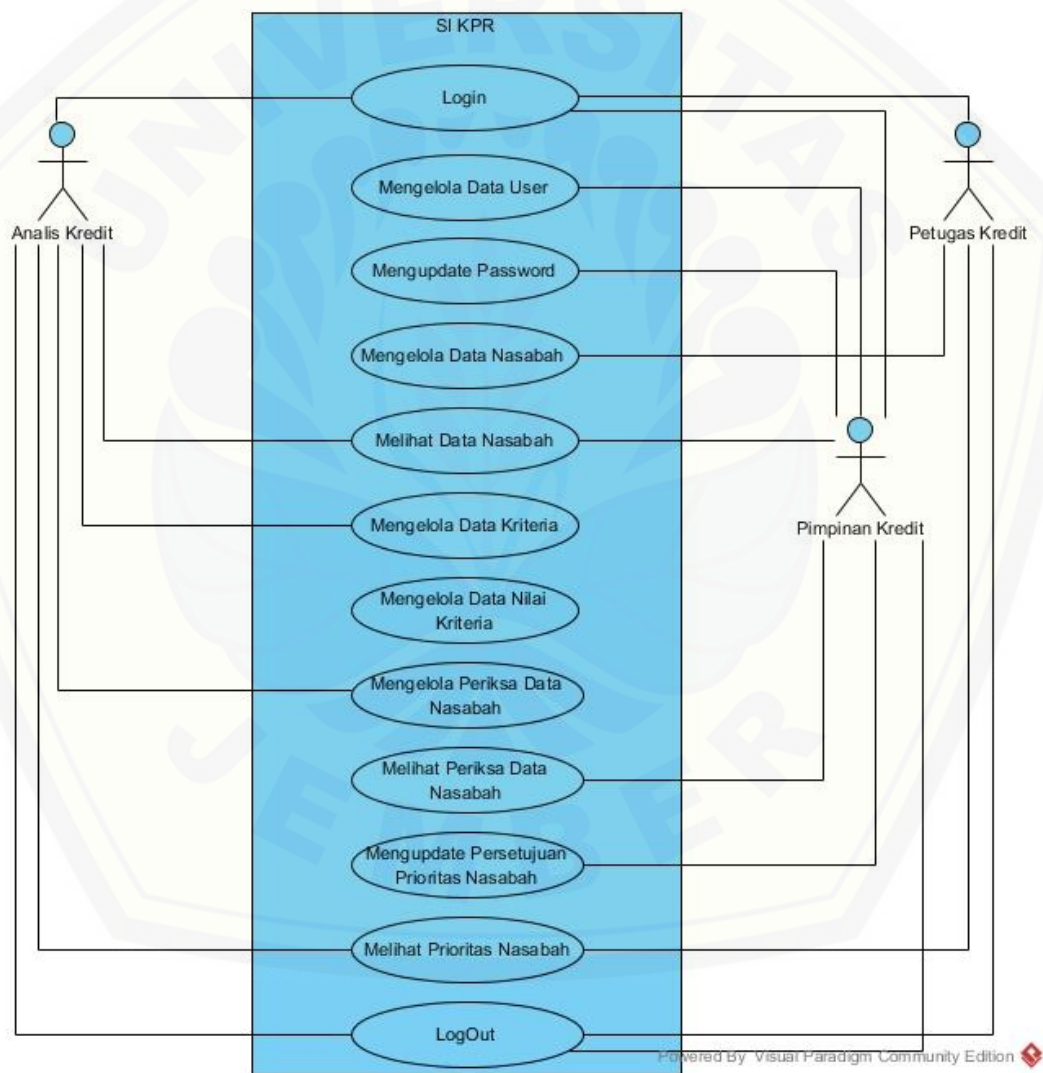 SI KPR
Login
Analis Kredit
Petugas Kredit
Mengelola Data User
Mengupdate Password
Mengelola Data Nasabah
Melihat Data Nasabah
Pimpinan Kredit
Mengelola Data Kriteria
Mengelola Data Nilai
Kriteria
Mengelola Periksa Data
Nasabah
Melihat Periksa Data
Nasabah
Mengupdate Persetujuan
Prioritas Nasabah
Melihat Prioritas Nasabah
LogOut
Powered By Visual Paradigm Community Edition
UNIVERSITAS
JEMBER